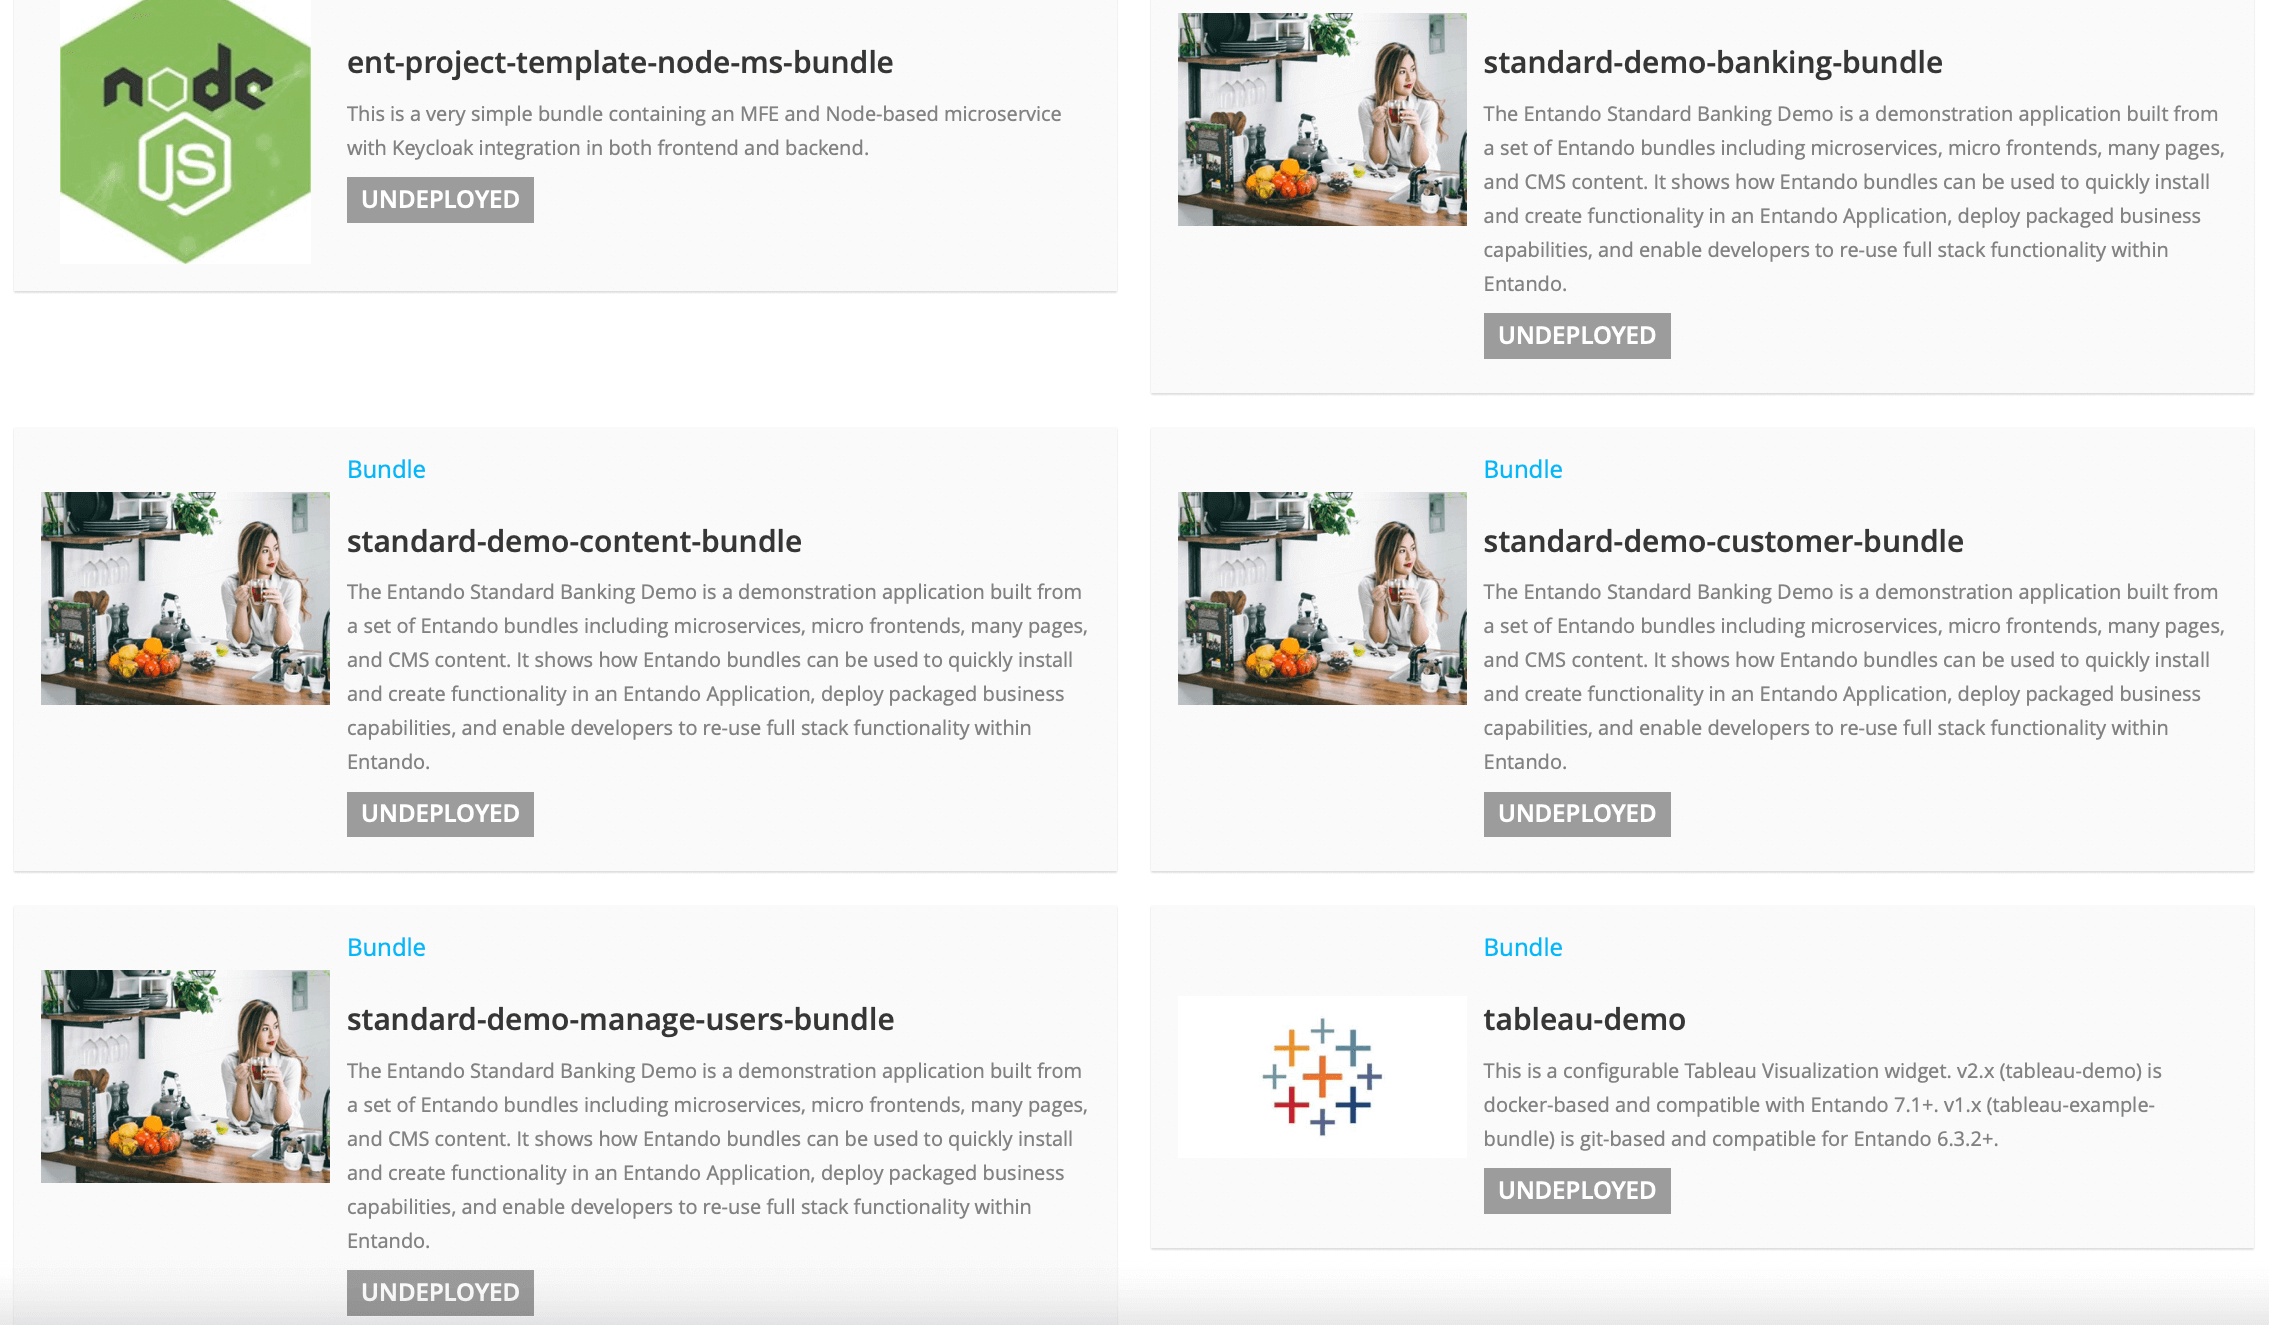 node
JS
ent-project-template-node-ms-bundle
This is a very simple bundle containing an MFE and Node-based microservice
with Keycloak integration in both frontend and backend.
UNDEPLOYED
standard-demo-banking-bundle
The Entando Standard Banking Demo is a demonstration application built from
a set of Entando bundles including microservices, micro frontends, many pages,
and CMS content. It shows how Entando bundles can be used to quickly install
and create functionality in an Entando Application, deploy packaged business
capabilities, and enable developers to re-use full stack functionality within
Entando.
UNDEPLOYED
Bundle
standard-demo-content-bundle
The Entando Standard Banking Demo is a demonstration application built from
a set of Entando bundles including microservices, micro frontends, many pages,
and CMS content. It shows how Entando bundles can be used to quickly install
and create functionality in an Entando Application, deploy packaged business
capabilities, and enable developers to re-use full stack functionality within
Entando.
UNDEPLOYED
Bundle
standard-demo-customer-bundle
The Entando Standard Banking Demo is a demonstration application built from
a set of Entando bundles including microservices, micro frontends, many pages,
and CMS content. It shows how Entando bundles can be used to quickly install
and create functionality in an Entando Application, deploy packaged business
capabilities, and enable developers to re-use full stack functionality within
Entando.
UNDEPLOYED
Bundle
standard-demo-manage-users-bundle
The Entando Standard Banking Demo is a demonstration application built from
a set of Entando bundles including microservices, micro frontends, many pages,
and CMS content. It shows how Entando bundles can be used to quickly install
and create functionality in an Entando Application, deploy packaged business
capabilities, and enable developers to re-use full stack functionality within
Entando.
UNDEPLOYED
Bundle
tableau-demo
This is a configurable Tableau Visualization widget. v2.x (tableau-demo) is
docker-based and compatible with Entando 7.1+. v1.x (tableau-example-
bundle) is git-based and compatible for Entando 6.3.2+.
UNDEPLOYED